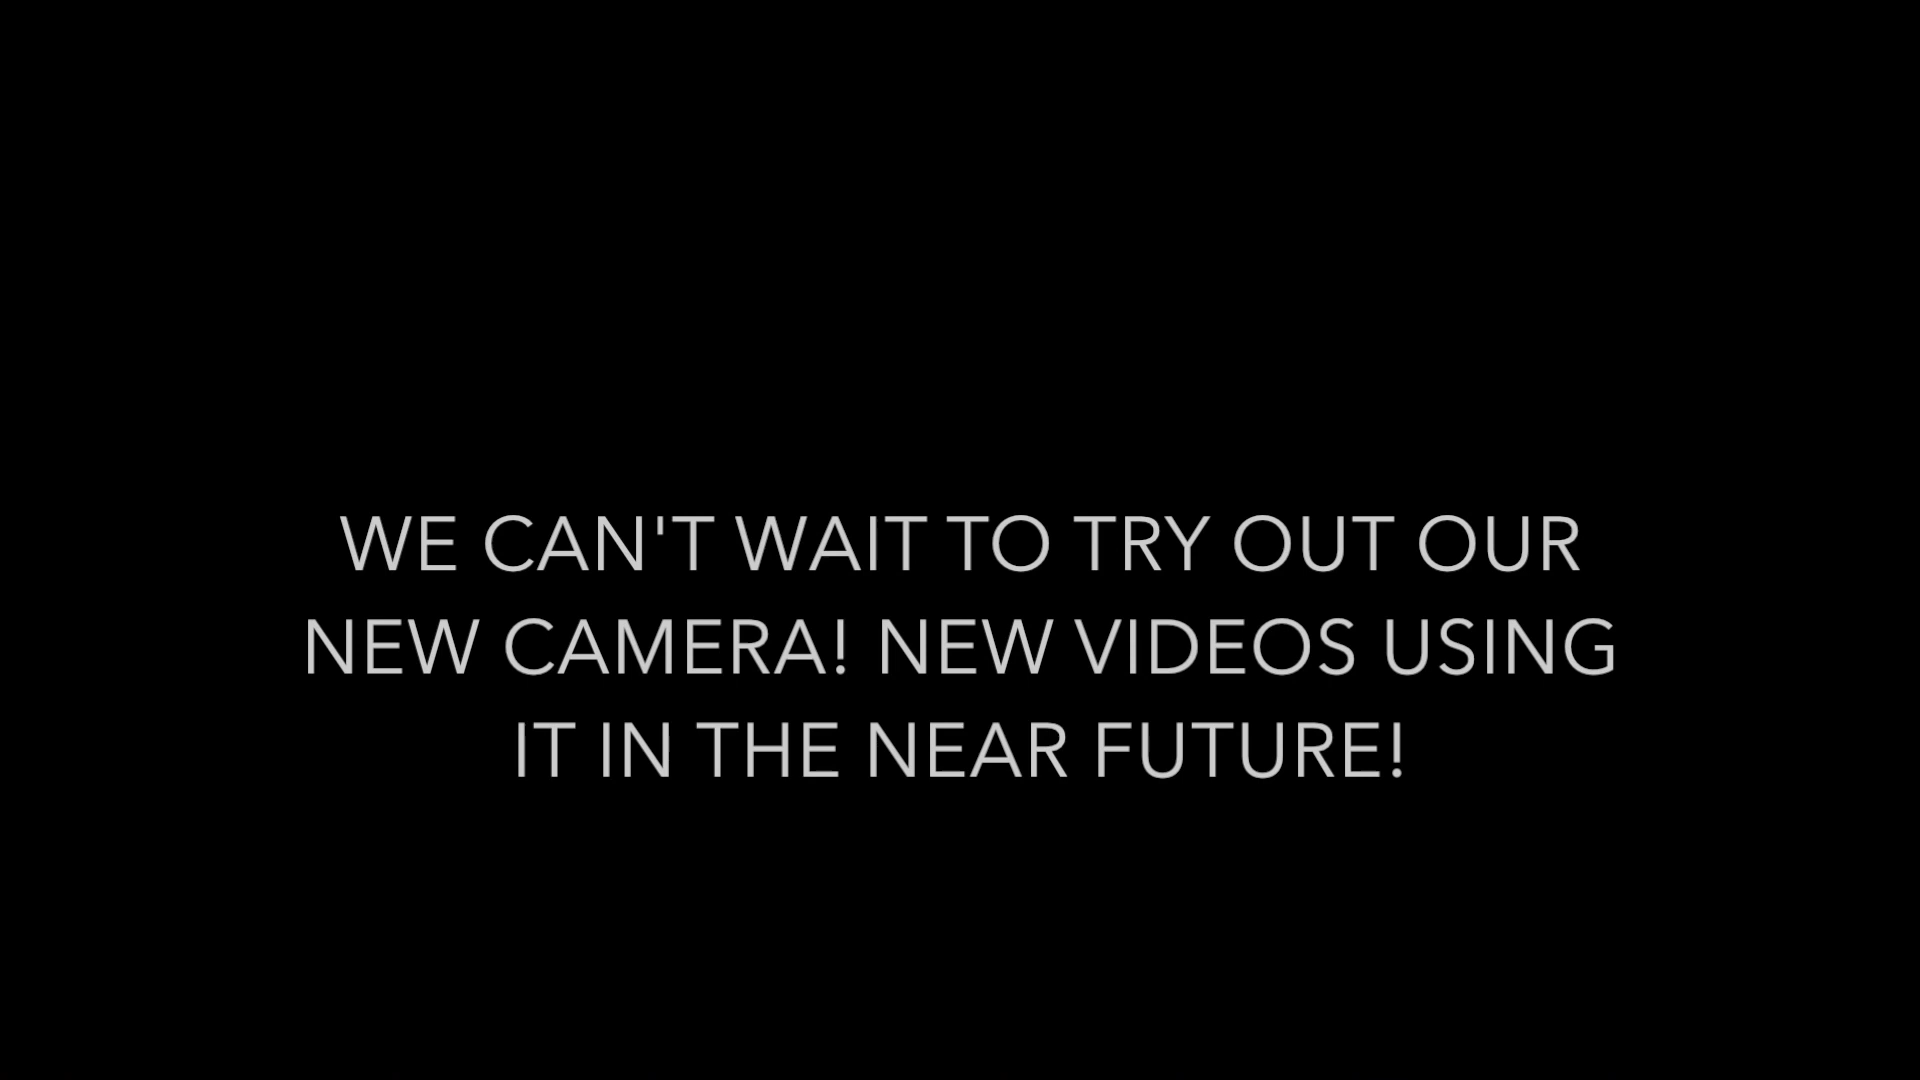 WE CAN'T WAIT TO TRY OUT OUR
NEW CAMERA! NEW VIDEOS USING
IT IN THE NEAR FUTURE!